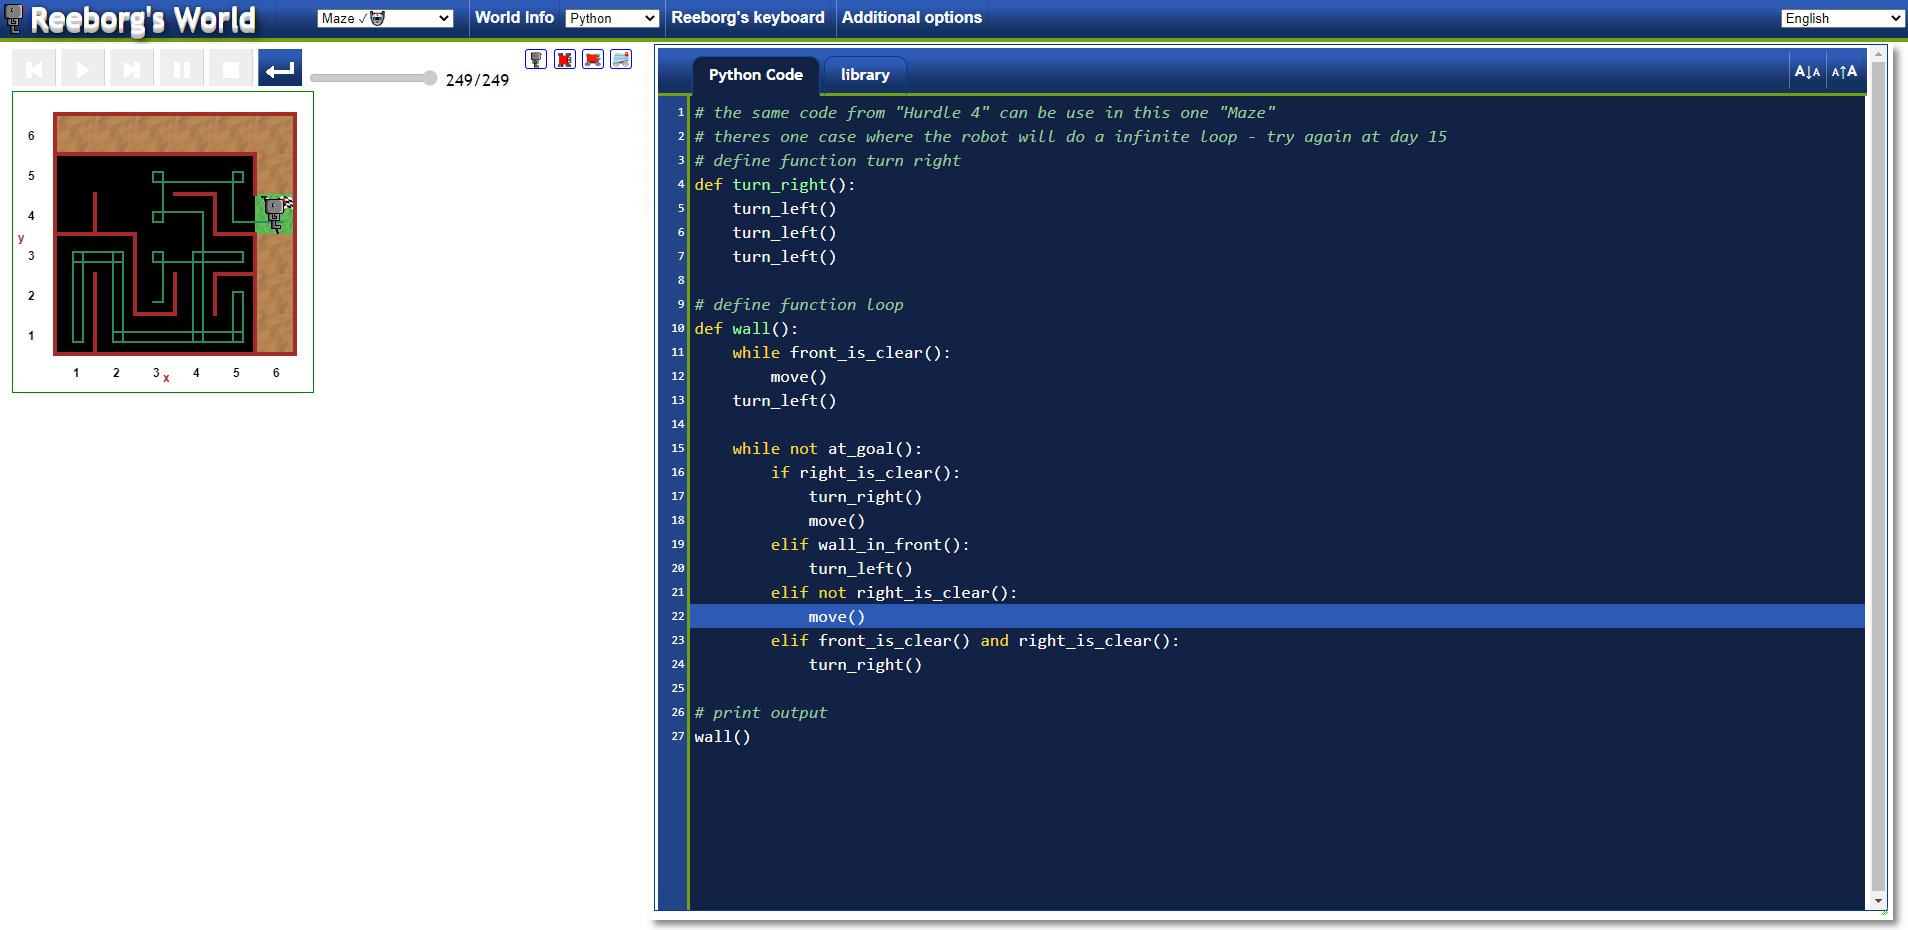 Reeborg's World
Maze ✓
World Info
Python
Reeborg's keyboard
Additional options
English
249/249
Python Code
library
A↓A
A↑A
6
5
4
y
3
2
1
1 2 3 x 4 5 6
1 # the same code from "Hurdle 4" can be use in this one "Maze"
2 # theres one case where the robot will do a infinite loop - try again at day 15
3 # define function turn right
4 def turn_right():
5     turn_left()
6     turn_left()
7     turn_left()
8
9 # define function loop
10 def wall():
11     while front_is_clear():
12         move()
13     turn_left()
14
15     while not at_goal():
16         if right_is_clear():
17             turn_right()
18             move()
19         elif wall_in_front():
20             turn_left()
21         elif not right_is_clear():
22             move()
23         elif front_is_clear() and right_is_clear():
24             turn_right()
25
26 # print output
27 wall()